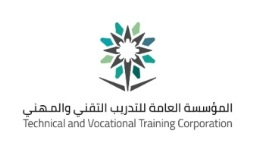 المؤسسة العامة للتدريب التقني والمهني
Technical and Vocational Training Corporation